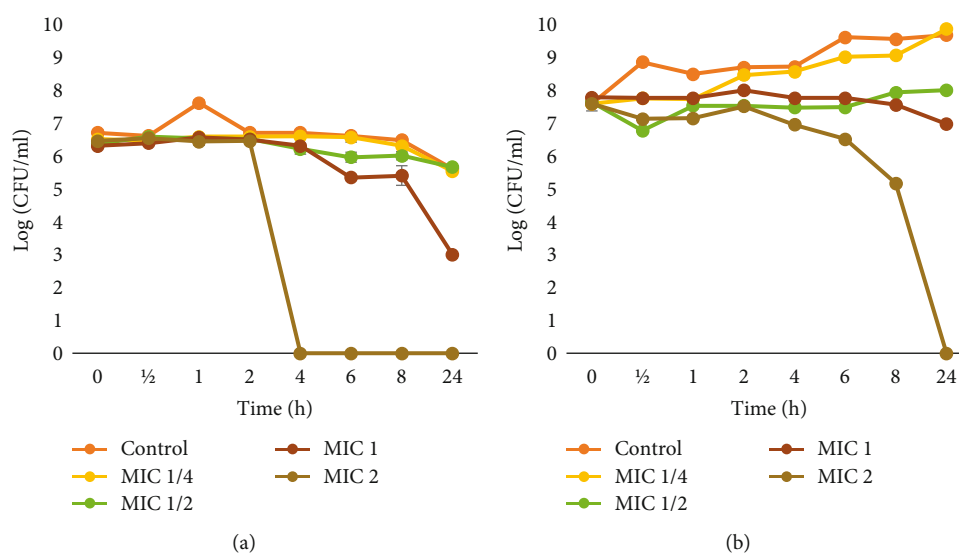 10
9
8
7
6
5
4
3
2
1
0
Log (CFU/ml)
0 ½ 1 2 4 6 8 24
Time (h)
Control
MIC 1/4
MIC 1/2
MIC 1
MIC 2
(a)
10
9
8
7
6
5
4
3
2
1
0
Log (CFU/ml)
0 ½ 1 2 4 6 8 24
Time (h)
Control
MIC 1/4
MIC 1/2
MIC 1
MIC 2
(b)